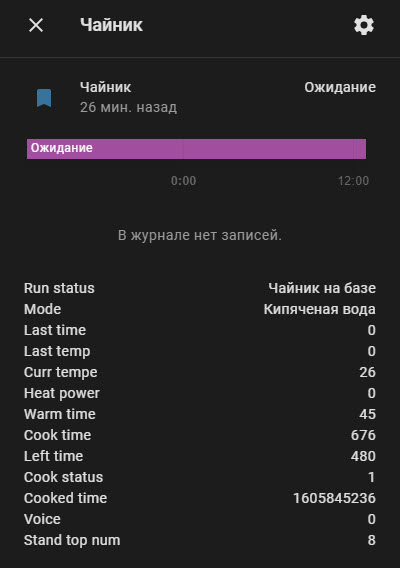 Чайник
Чайник Ожидание
26 мин. назад
Ожидание
0:00 12:00
В журнале нет записей.
Run status Чайник на базе
Mode Кипяченая вода
Last time 0
Last temp 0
Curr tempe 26
Heat power 0
Warm time 45
Cook time 676
Left time 480
Cook status 1
Cooked time 1605845236
Voice 0
Stand top num 8